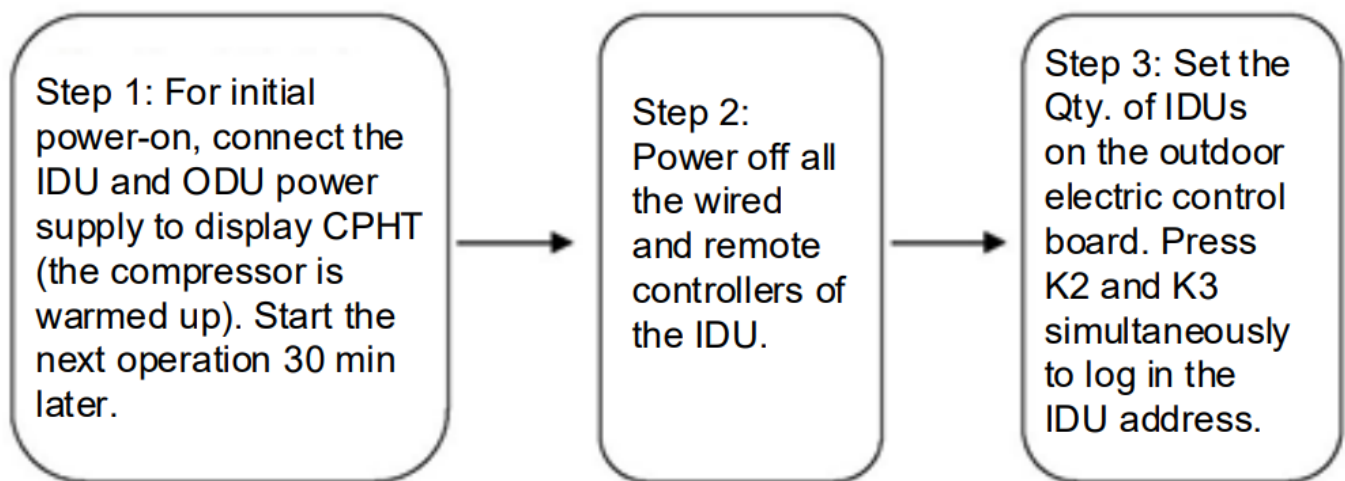 Step 1: For initial
power-on, connect the
IDU and ODU power
supply to display CPHT
(the compressor is
warmed up). Start the
next operation 30 min
later.
Step 2:
Power off all
the wired
and remote
controllers of
the IDU.
Step 3: Set the
Qty. of IDUs
on the outdoor
electric control
board. Press
K2 and K3
simultaneously
to log in the
IDU address.